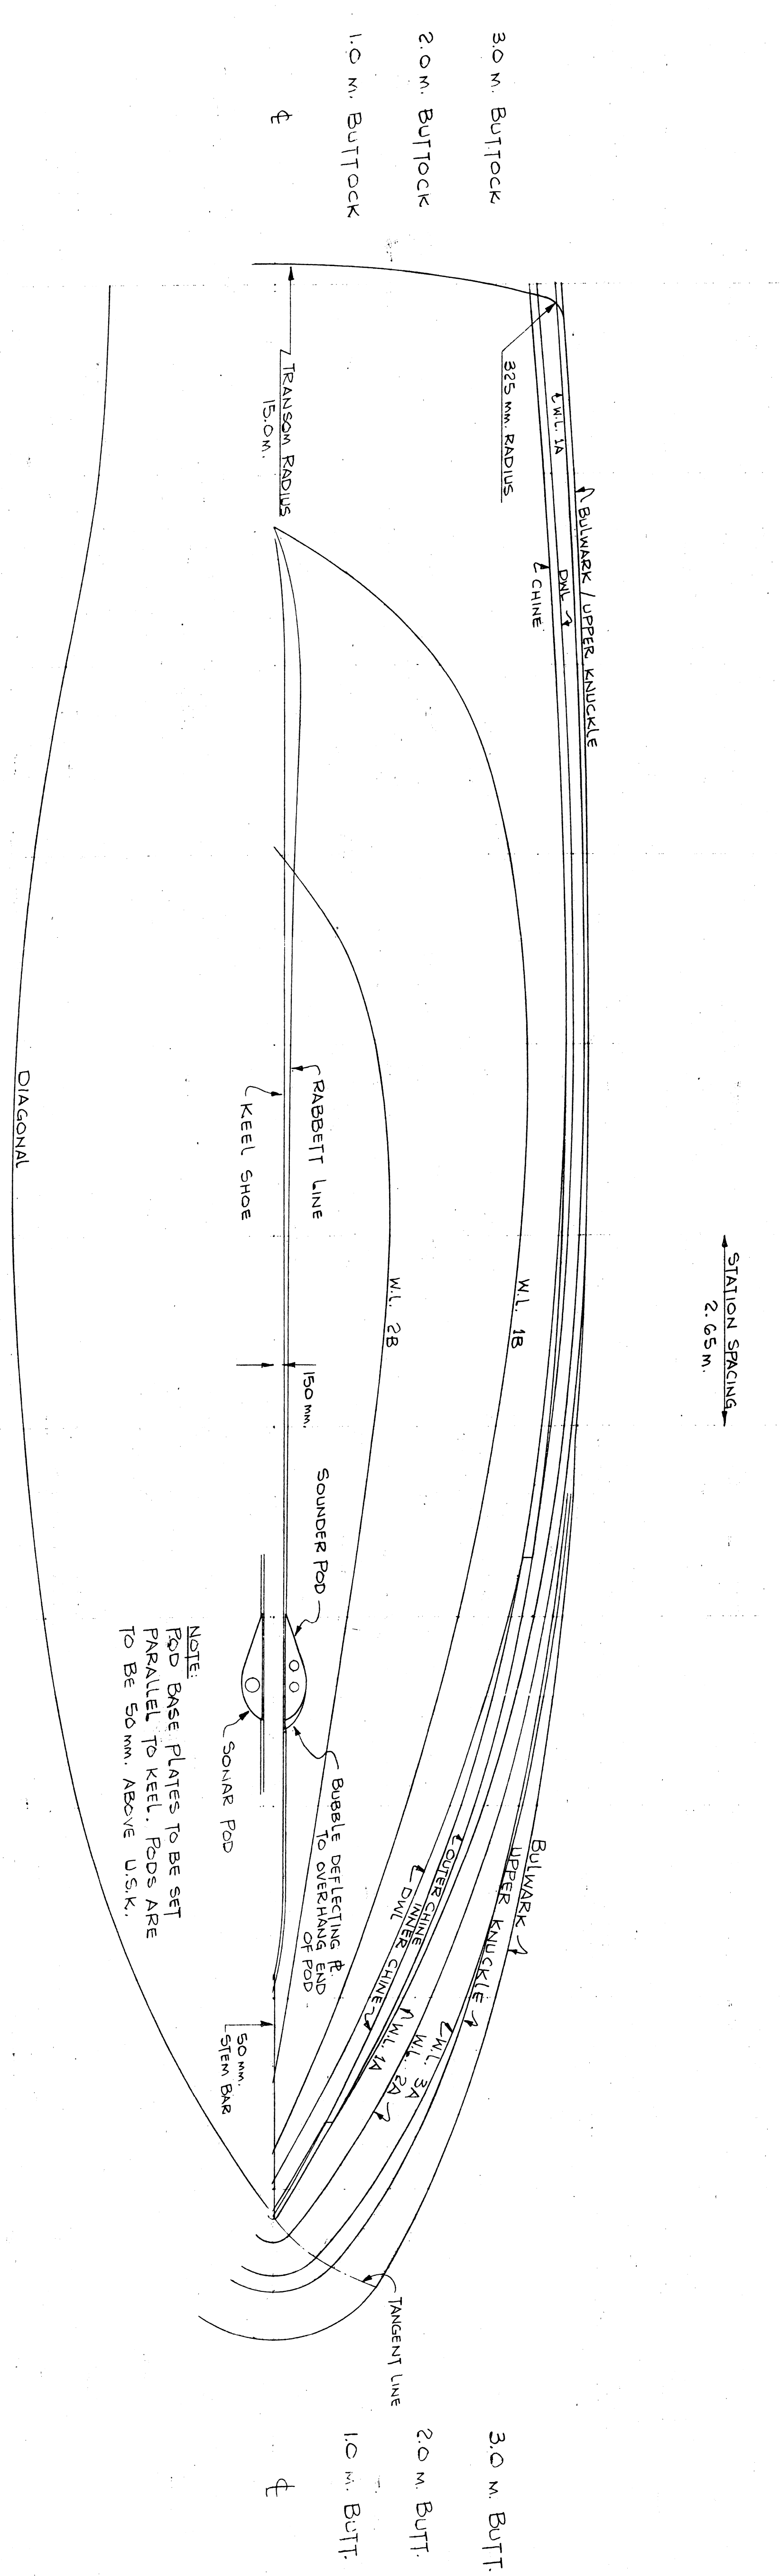 3.0 M. BUTTOCK
2.0 M. BUTTOCK
1.0 M. BUTTOCK
℄
TRANSOM RADIUS
15.0 M.
325 MM. RADIUS
W.L. 1A
BULWARK / UPPER KNUCKLE
DWL
CHINE
RABBETT LINE
KEEL SHOE
DIAGONAL
STATION SPACING
2.65 M.
W.L. 1B
W.L. 2B
150 MM.
SOUNDER POD
SONAR POD
BUBBLE DEFLECTING ⅊.
TO OVERHANG END
OF POD
NOTE:
POD BASE PLATES TO BE SET
PARALLEL TO KEEL. PODS ARE
TO BE 50 MM. ABOVE U.S.K.
BULWARK
UPPER KNUCKLE
OUTER CHINE
INNER CHINE
DWL
INNER CHINE
W.L. 3A
W.L. 2A
W.L. 1A
50 MM.
STEM BAR
TANGENT LINE
3.0 M. BUTT.
2.0 M. BUTT.
1.0 M. BUTT.
℄